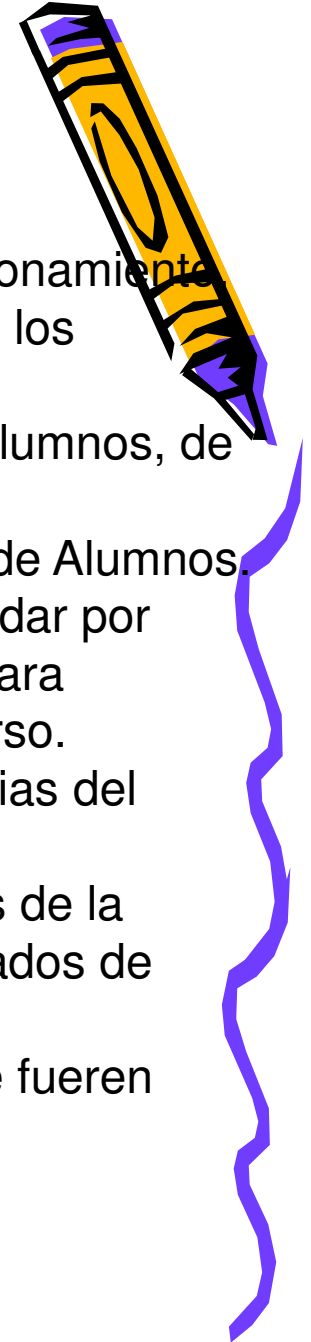 onamiento,
los
lumnos, de
de Alumnos.
dar por
ara
rso.
ias del
s de la
ados de
e fueren